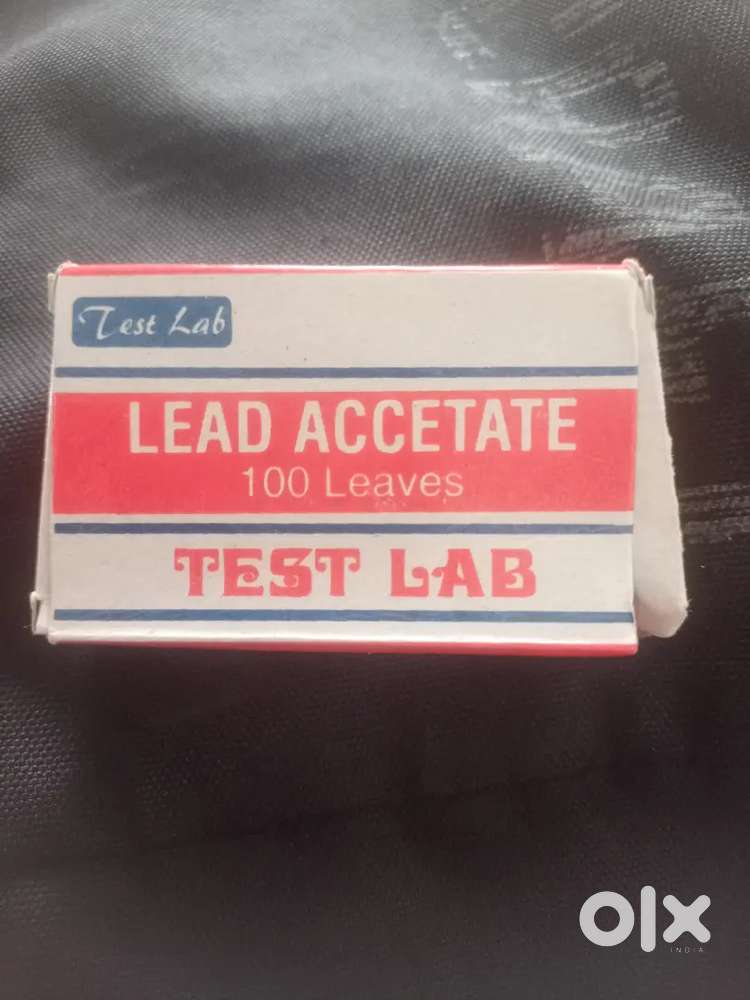 Test Lab
LEAD ACCETATE
100 Leaves
TEST LAB
olx
INDIA